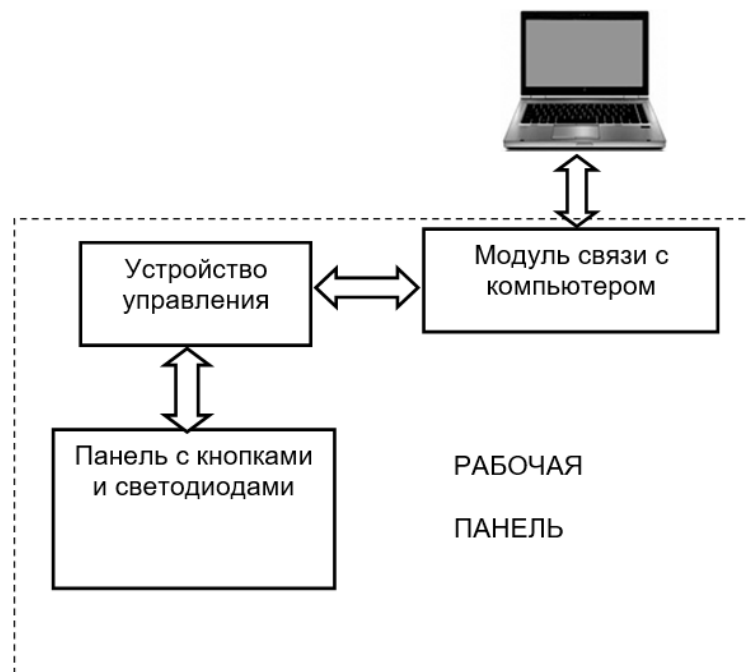 Устройство
управления
Модуль связи с
компьютером
Панель с кнопками
и светодиодами
РАБОЧАЯ
ПАНЕЛЬ